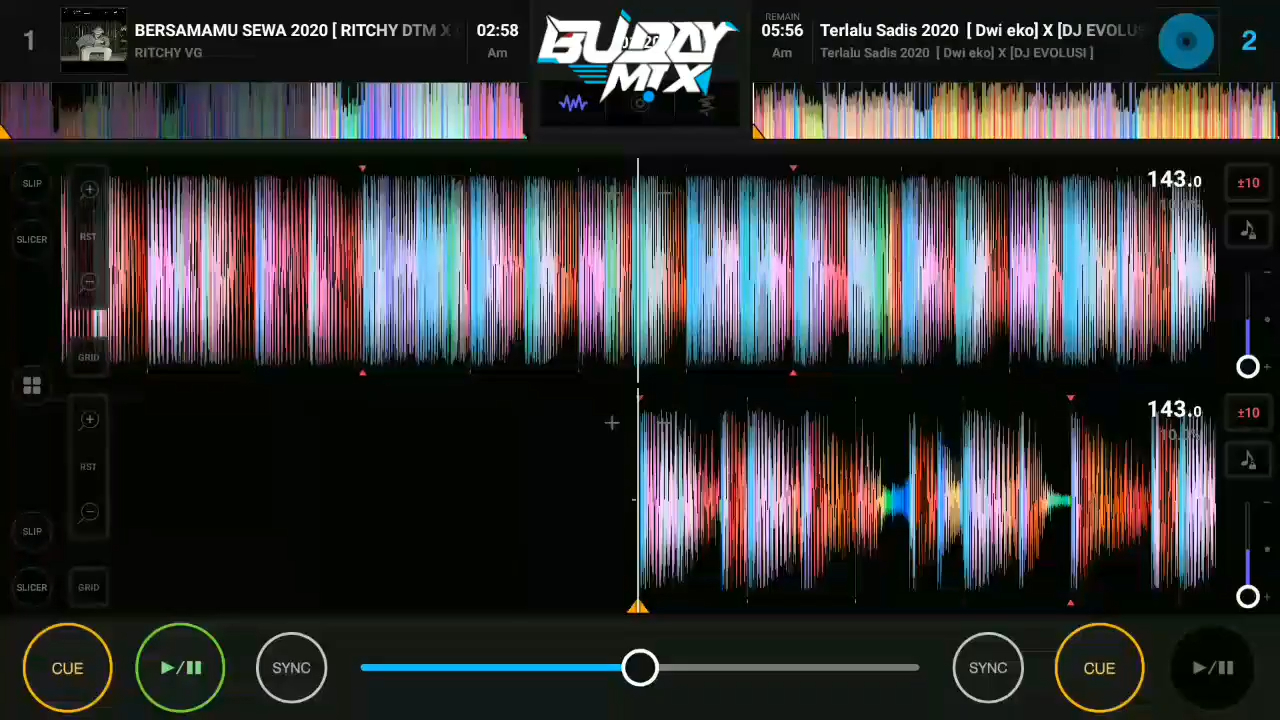 1
BERSAMAMU SEWA 2020 [ RITCHY DTM X
RITCHY VG
02:58
Am
BUDAY
MIX
REMAIN
05:56
Am
Terlalu Sadis 2020 [ Dwi eko] X [DJ EVOLUS
Terlalu Sadis 2020 [ Dwi eko] X [DJ EVOLUSI ]
2
SLIP
SLICER
RST
GRID
143.0
±10
RST
SLIP
SLICER
GRID
143.0
10.0%
±10
CUE
▶/❚❚
SYNC
SYNC
CUE
▶/❚❚